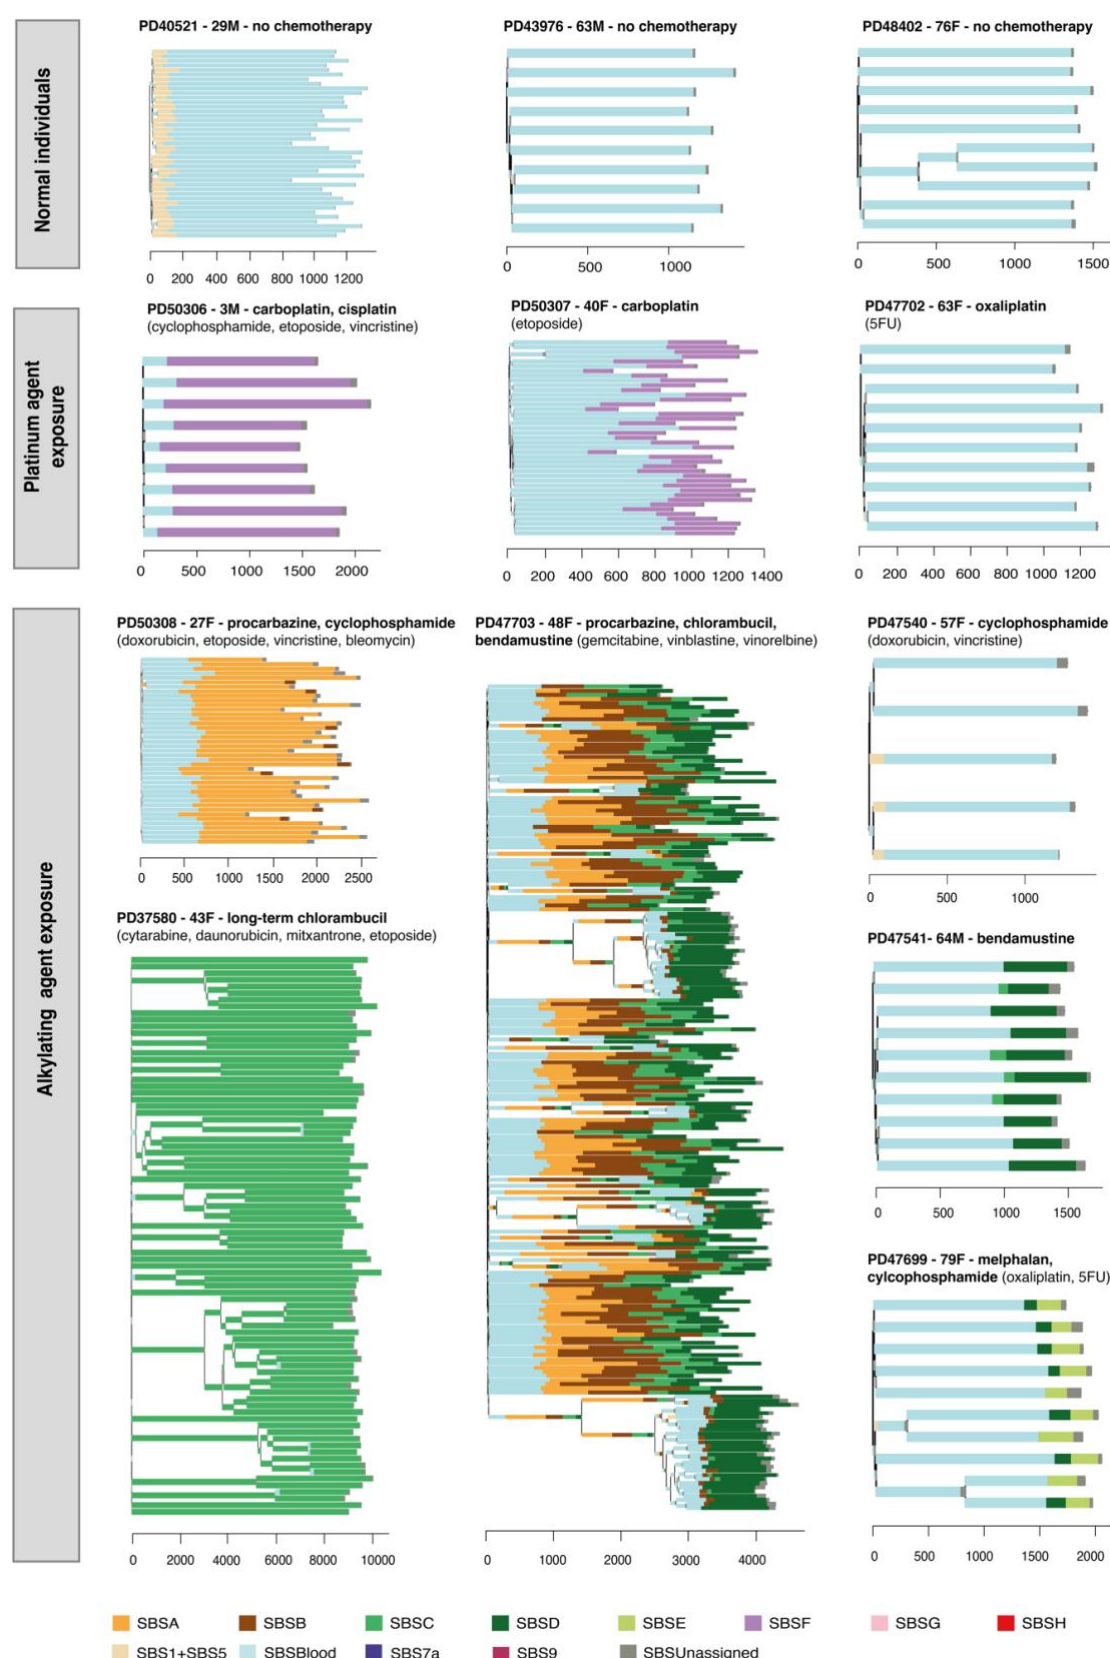 Normal individuals
PD40521 - 29M - no chemotherapy
0 200 400 600 800 1000 1200
PD43976 - 63M - no chemotherapy
0 500 1000
PD48402 - 76F - no chemotherapy
0 500 1000 1500
Platinum agent
exposure
PD50306 - 3M - carboplatin, cisplatin
(cyclophosphamide, etoposide, vincristine)
0 500 1000 1500 2000
PD50307 - 40F - carboplatin
(etoposide)
0 200 400 600 800 1000 1200 1400
PD47702 - 63F - oxaliplatin
(5FU)
0 200 400 600 800 1000 1200
Alkylating agent exposure
PD50308 - 27F - procarbazine, cyclophosphamide
(doxorubicin, etoposide, vincristine, bleomycin)
0 500 1000 1500 2000 2500
PD37580 - 43F - long-term chlorambucil
(cytarabine, daunorubicin, mitxantrone, etoposide)
0 2000 4000 6000 8000 10000
PD47703 - 48F - procarbazine, chlorambucil,
bendamustine (gemcitabine, vinblastine, vinorelbine)
0 1000 2000 3000 4000
PD47540 - 57F - cyclophosphamide
(doxorubicin, vincristine)
0 500 1000
PD47541- 64M - bendamustine
0 500 1000 1500
PD47699 - 79F - melphalan,
cylcophosphamide (oxaliplatin, 5FU)
0 500 1000 1500 2000
SBSA SBSB SBSC SBSD SBSE SBSF SBSG SBSH
SBS1+SBS5 SBSBlood SBS7a SBS9 SBSUnassigned